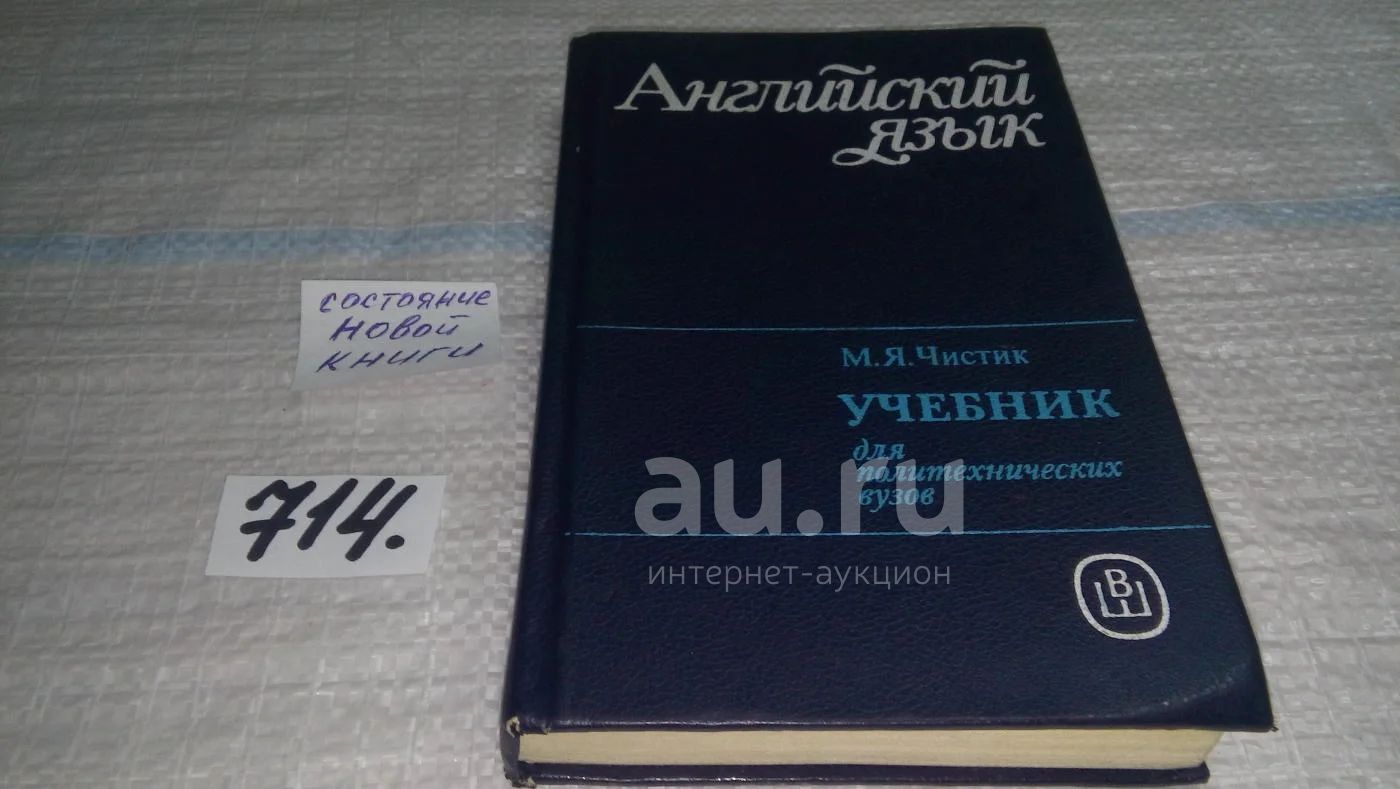 Английский
язык
состояние
новой
книги
М.Я.Чистик
УЧЕБНИК
для
политехнических
вузов
714.
au.ru
интернет-аукцион
В
Ш